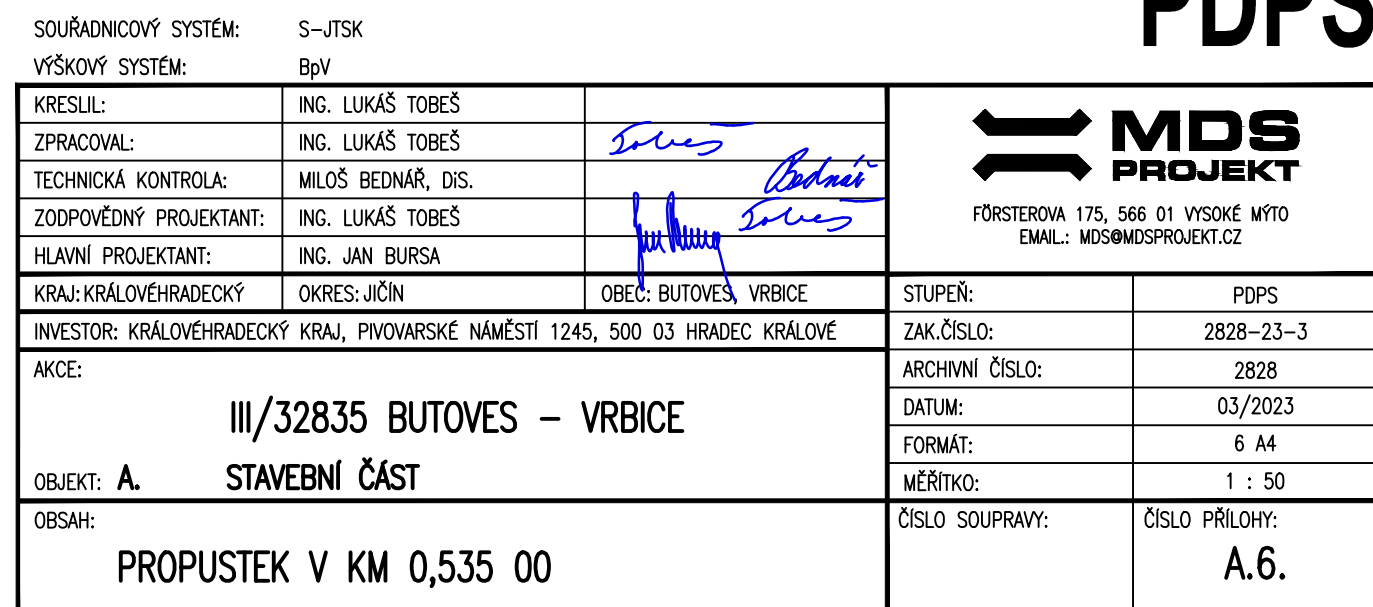 PDPS
SOUŘADNICOVÝ SYSTÉM: S-JTSK
VÝŠKOVÝ SYSTÉM: BpV
KRESLIL: ING. LUKÁŠ TOBEŠ
ZPRACOVAL: ING. LUKÁŠ TOBEŠ Tobeš
TECHNICKÁ KONTROLA: MILOŠ BEDNÁŘ, DiS. Bednář
ZODPOVĚDNÝ PROJEKTANT: ING. LUKÁŠ TOBEŠ Tobeš
HLAVNÍ PROJEKTANT: ING. JAN BURSA
KRAJ: KRÁLOVÉHRADECKÝ OKRES: JIČÍN OBEC: BUTOVES, VRBICE
INVESTOR: KRÁLOVÉHRADECKÝ KRAJ, PIVOVARSKÉ NÁMĚSTÍ 1245, 500 03 HRADEC KRÁLOVÉ
AKCE:
III/32835 BUTOVES – VRBICE
OBJEKT: A. STAVEBNÍ ČÁST
OBSAH:
PROPUSTEK V KM 0,535 00
MDS
PROJEKT
FÖRSTEROVA 175, 566 01 VYSOKÉ MÝTO
EMAIL.: MDS@MDSPROJEKT.CZ
STUPEŇ: PDPS
ZAK.ČÍSLO: 2828-23-3
ARCHIVNÍ ČÍSLO: 2828
DATUM: 03/2023
FORMÁT: 6 A4
MĚŘÍTKO: 1 : 50
ČÍSLO SOUPRAVY: ČÍSLO PŘÍLOHY:
A.6.